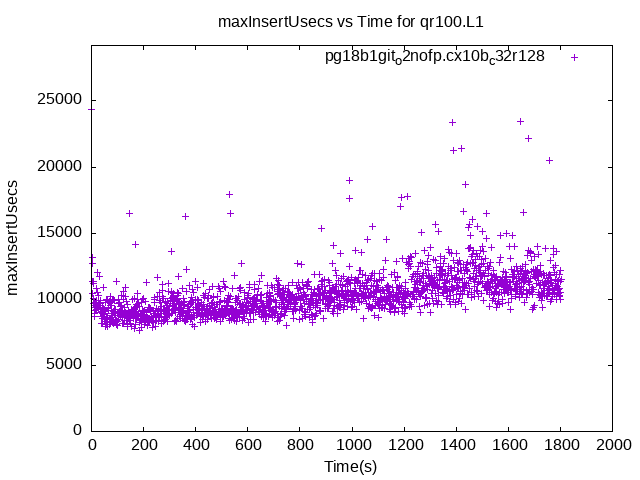 maxInsertUsecs vs Time for qr100.L1
pg18b1git_o2nofp.cx10b_c32r128
maxInsertUsecs
25000
20000
15000
10000
5000
0
0 200 400 600 800 1000 1200 1400 1600 1800 2000
Time(s)